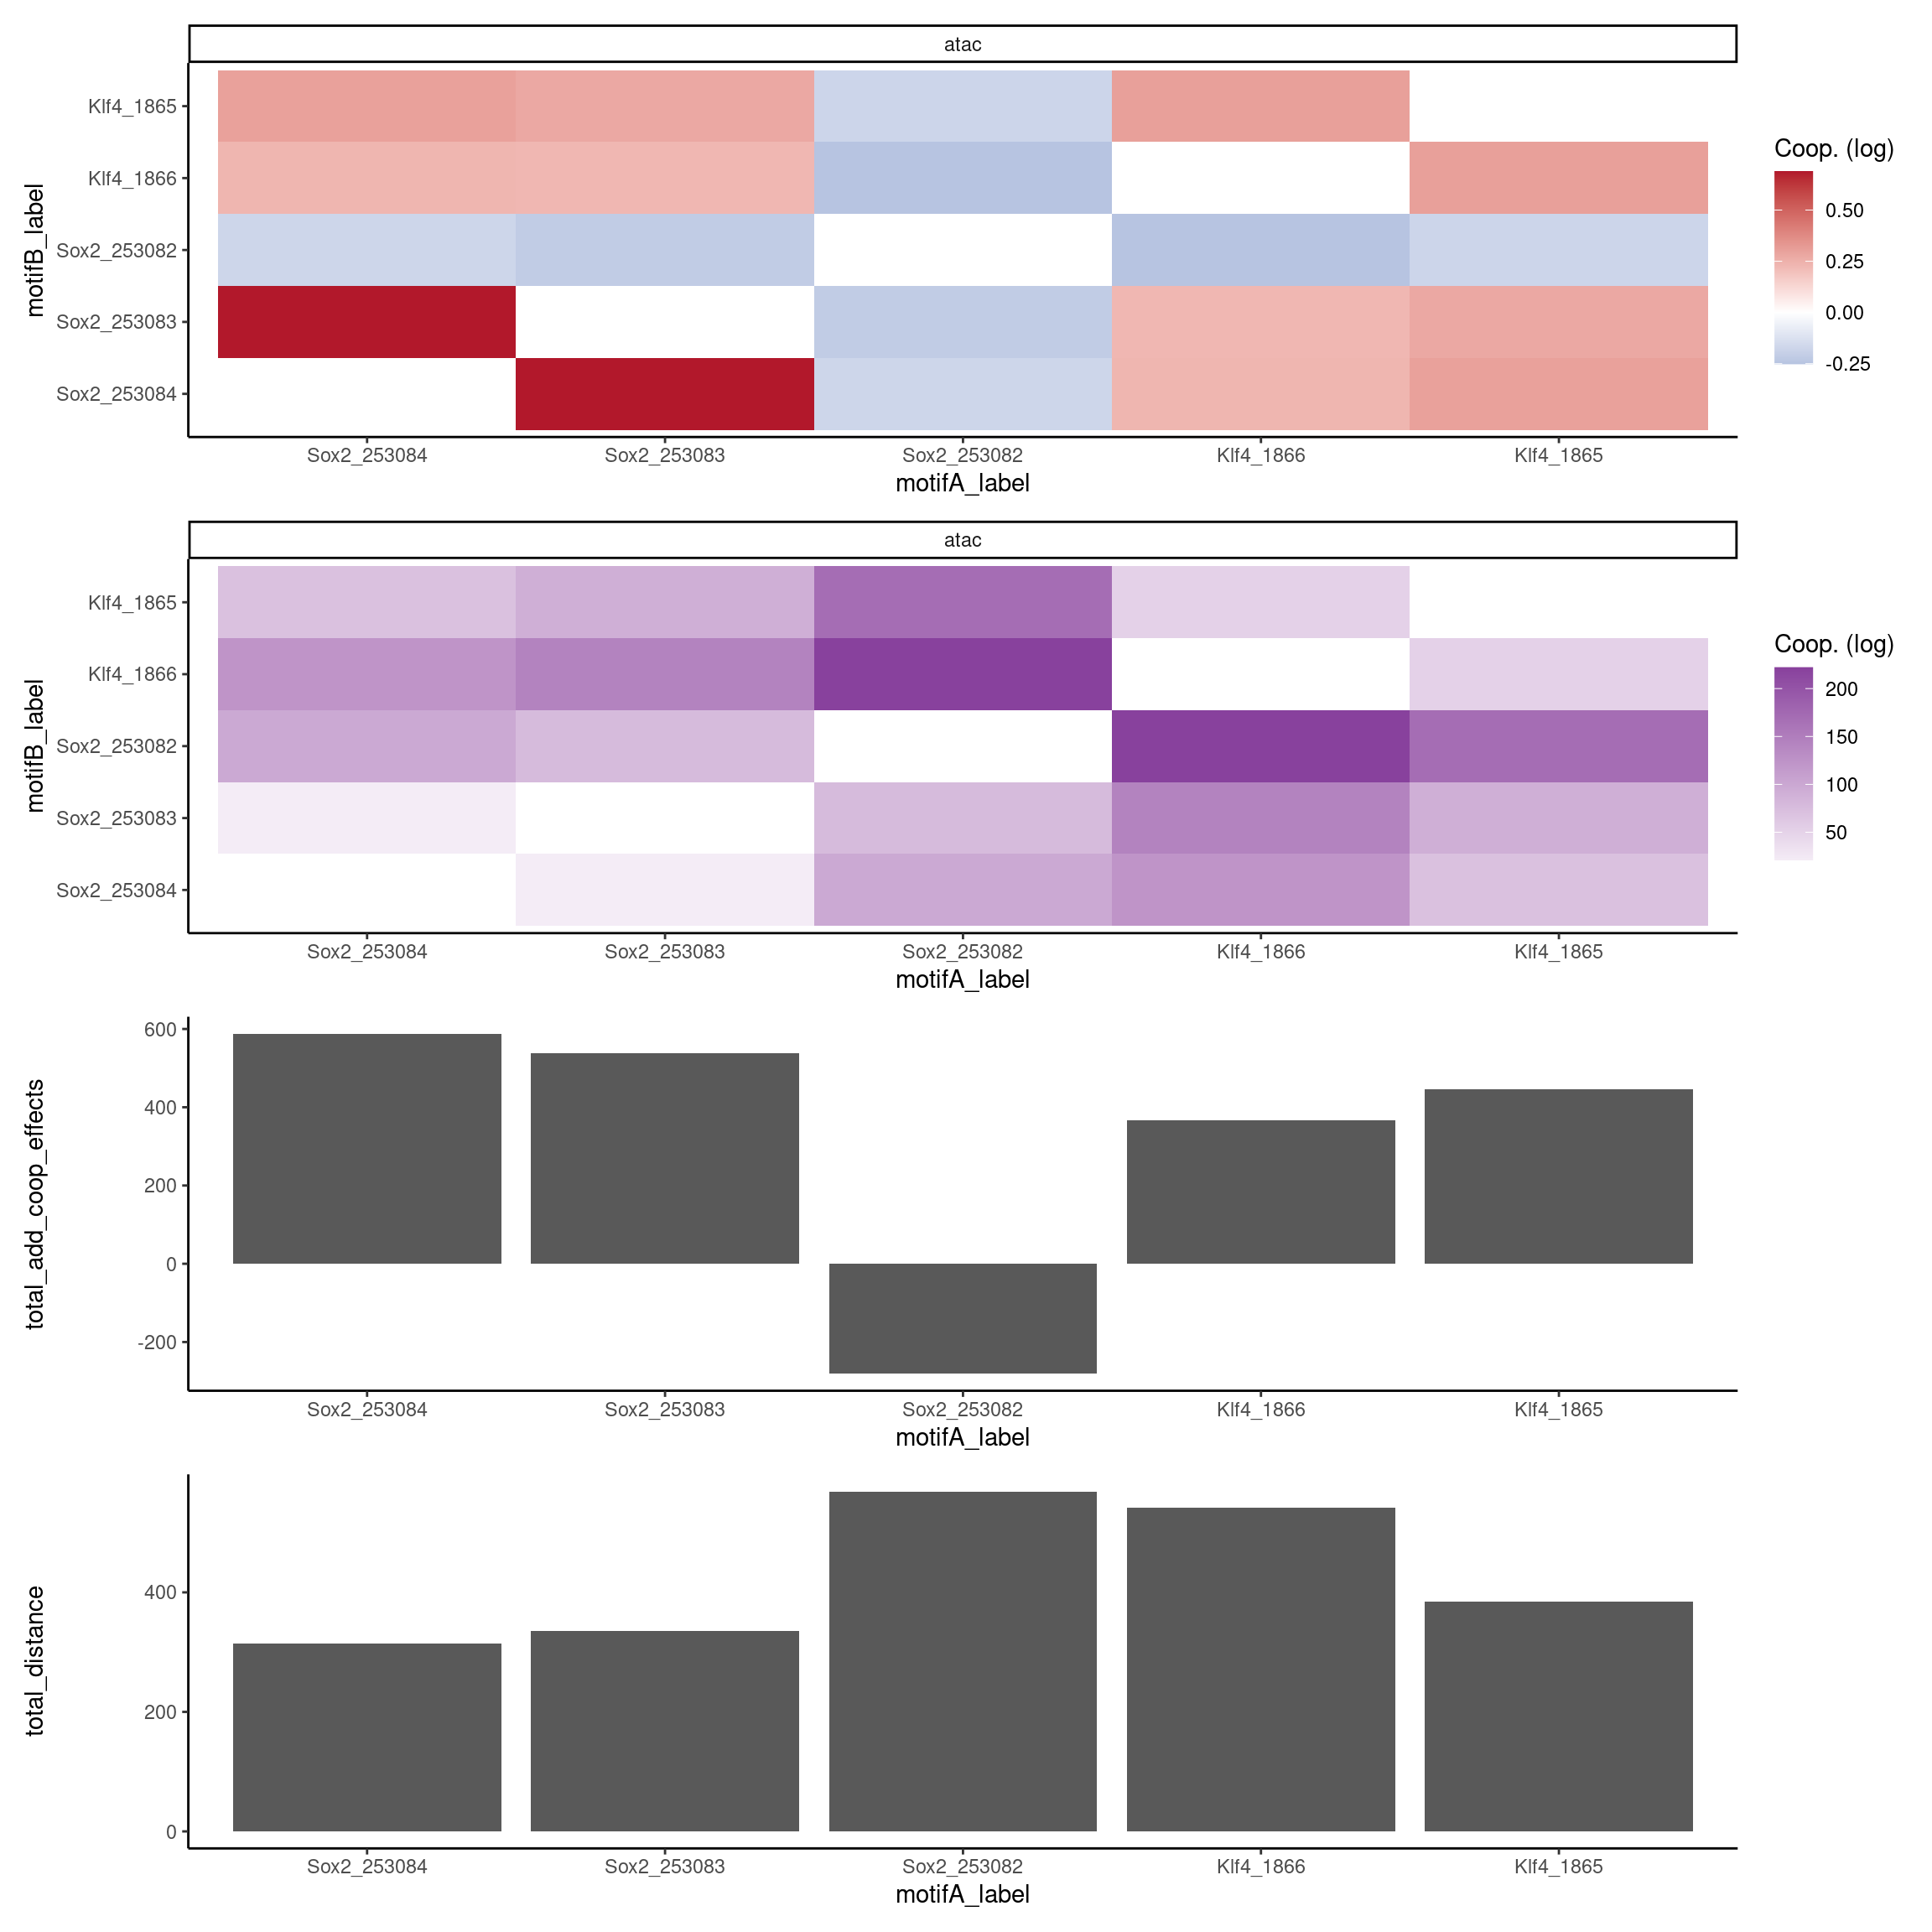 atac
Klf4_1865
Klf4_1866
Sox2_253082
Sox2_253083
Sox2_253084
motifB_label
Sox2_253084 Sox2_253083 Sox2_253082 Klf4_1866 Klf4_1865
motifA_label
Coop. (log)
0.50
0.25
0.00
-0.25
atac
Klf4_1865
Klf4_1866
Sox2_253082
Sox2_253083
Sox2_253084
motifB_label
Sox2_253084 Sox2_253083 Sox2_253082 Klf4_1866 Klf4_1865
motifA_label
Coop. (log)
200
150
100
50
600
400
200
0
-200
total_add_coop_effects
Sox2_253084 Sox2_253083 Sox2_253082 Klf4_1866 Klf4_1865
motifA_label
400
200
0
total_distance
Sox2_253084 Sox2_253083 Sox2_253082 Klf4_1866 Klf4_1865
motifA_label